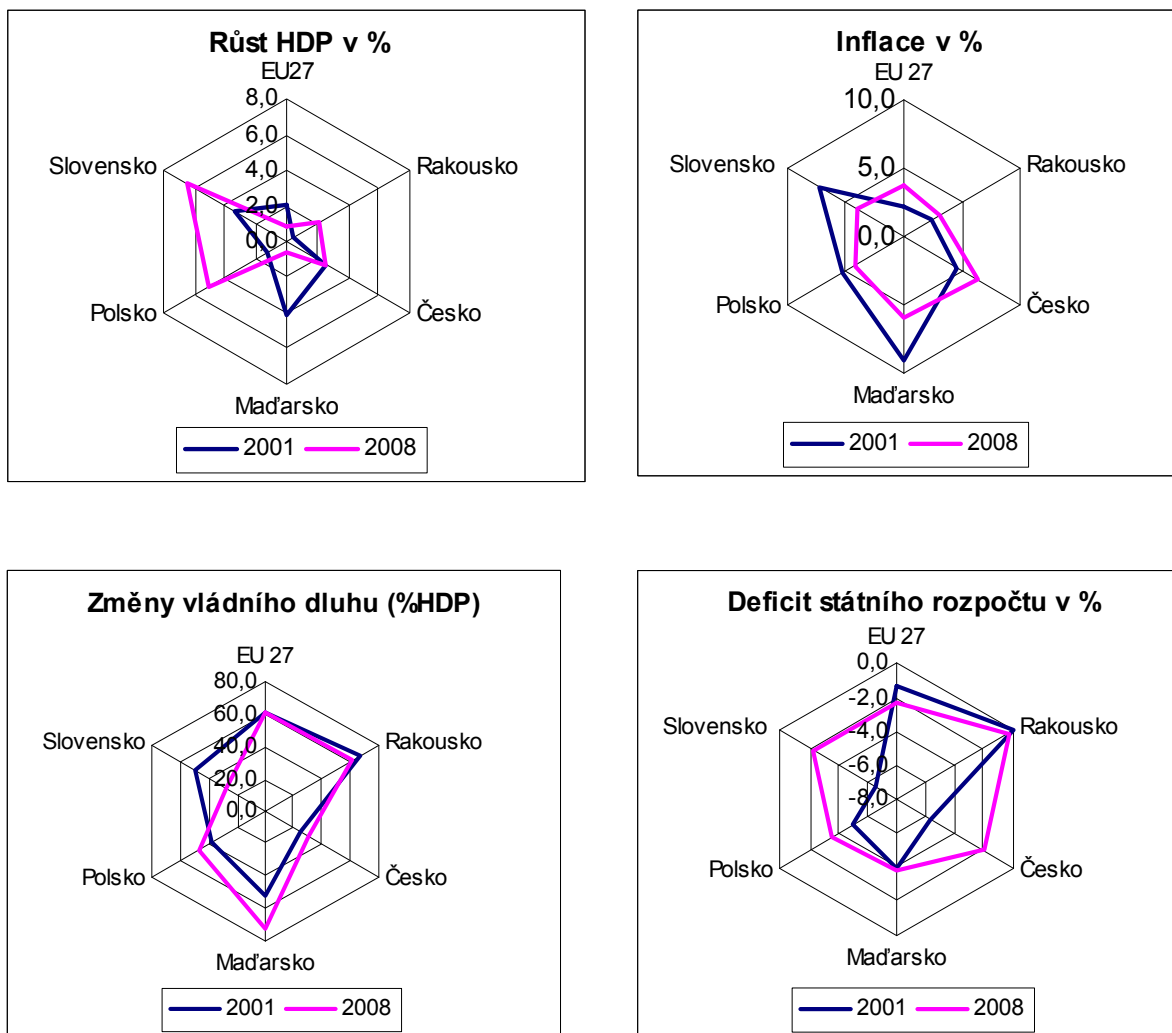 Růst HDP v %
EU27
8,0
6,0
4,0
2,0
0,0
Slovensko
Rakousko
Polsko
Česko
Maďarsko
2001 2008
Inflace v %
EU 27
10,0
5,0
0,0
Slovensko
Rakousko
Polsko
Česko
Maďarsko
2001 2008
Změny vládního dluhu (%HDP)
EU 27
80,0
60,0
40,0
20,0
0,0
Slovensko
Rakousko
Polsko
Česko
Maďarsko
2001 2008
Deficit státního rozpočtu v %
EU 27
0,0
-2,0
-4,0
-6,0
-8,0
Slovensko
Rakousko
Polsko
Česko
Maďarsko
2001 2008